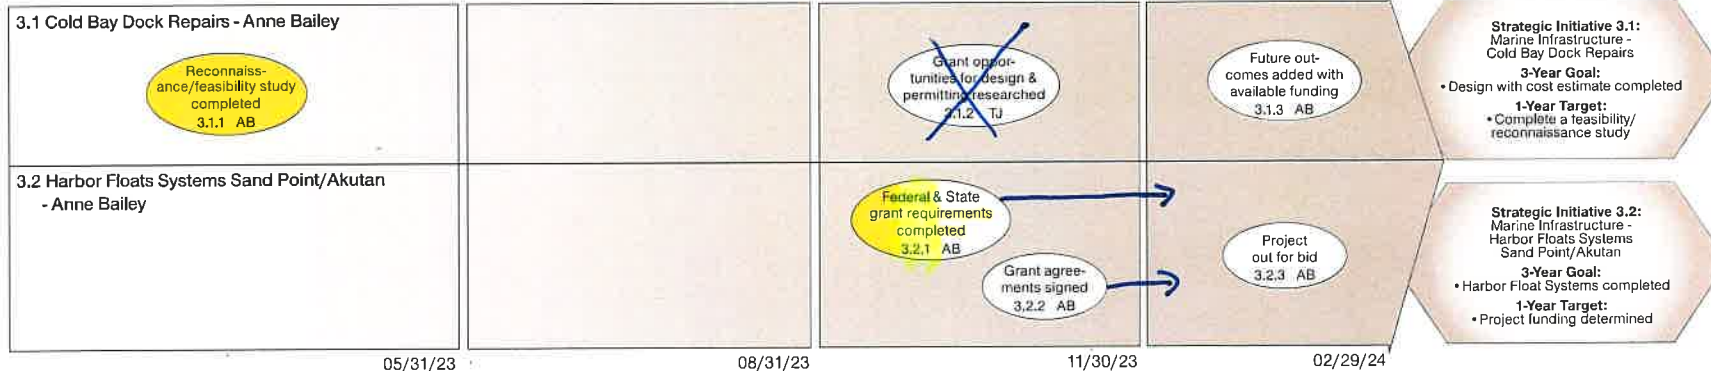 3.1 Cold Bay Dock Repairs - Anne Bailey
Reconnaiss-
ance/feasibility study
completed
3.1.1 AB
Grant oppor-
tunities for design &
permitting researched
3.1.2 TJ
Future out-
comes added with
available funding
3.1.3 AB
Strategic Initiative 3.1:
Marine Infrastructure -
Cold Bay Dock Repairs
3-Year Goal:
• Design with cost estimate completed
1-Year Target:
• Complete a feasibility/
reconnaissance study
3.2 Harbor Floats Systems Sand Point/Akutan
- Anne Bailey
Federal & State
grant requirements
completed
3.2.1 AB
Grant agree-
ments signed
3.2.2 AB
Project
out for bid
3.2.3 AB
Strategic Initiative 3.2:
Marine Infrastructure -
Harbor Floats Systems
Sand Point/Akutan
3-Year Goal:
• Harbor Float Systems completed
1-Year Target:
• Project funding determined
05/31/23
08/31/23
11/30/23
02/29/24